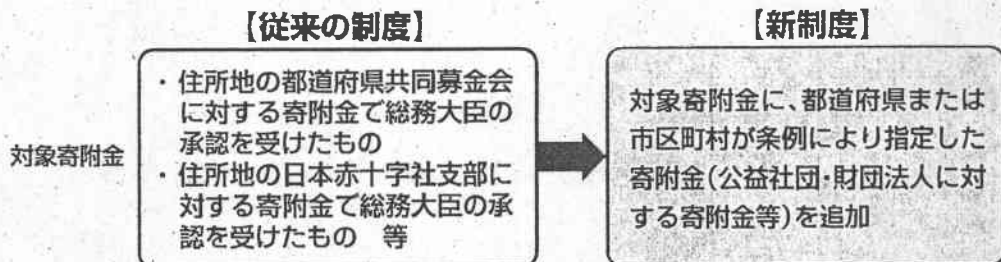 【従来の制度】
【新制度】
対象寄附金
・住所地の都道府県共同募金会
に対する寄附金で総務大臣の
承認を受けたもの
・住所地の日本赤十字社支部に
対する寄附金で総務大臣の承
認を受けたもの 等
対象寄附金に、都道府県または
市区町村が条例により指定した
寄附金(公益社団・財団法人に対
する寄附金等)を追加